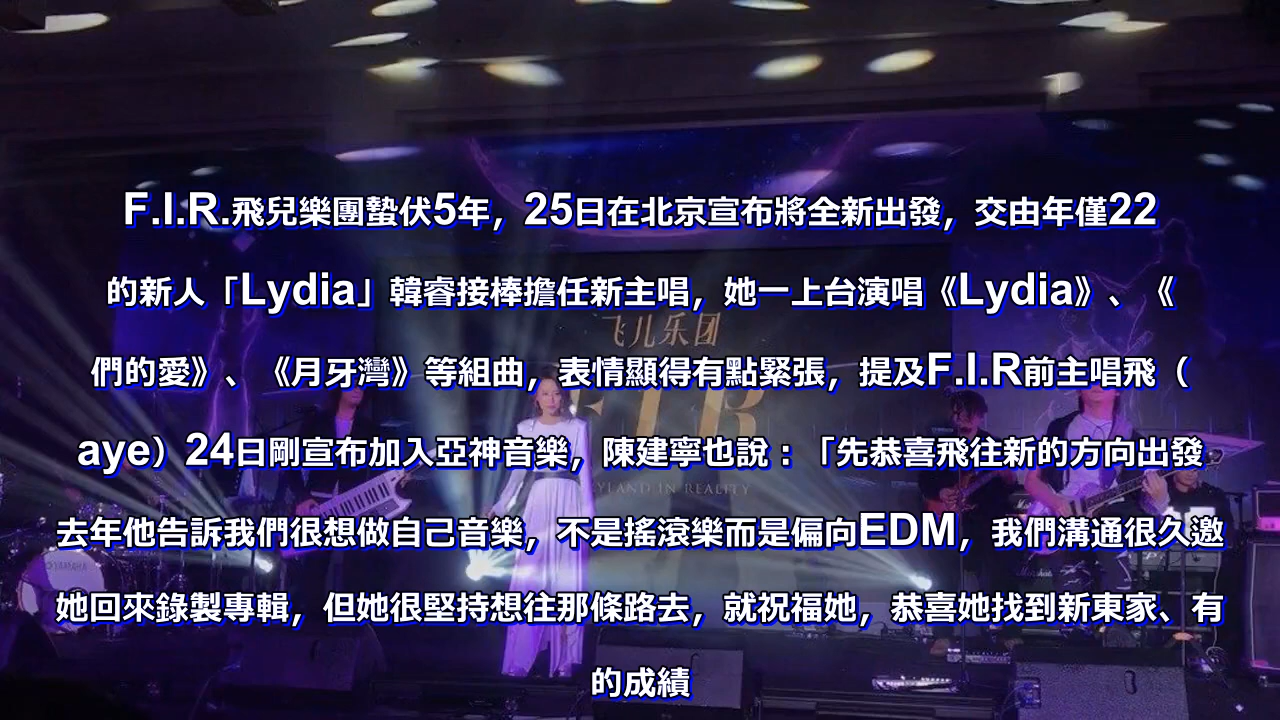 F.I.R.飛兒樂團蟄伏5年，25日在北京宣布將全新出發，交由年僅22
的新人「Lydia」韓睿接棒擔任新主唱，她一上台演唱《Lydia》、《
們的愛》、《月牙灣》等組曲，表情顯得有點緊張，提及F.I.R前主唱飛（
aye）24日剛宣布加入亞神音樂，陳建寧也說：「先恭喜飛往新的方向出發
去年他告訴我們很想做自己音樂，不是搖滾樂而是偏向EDM，我們溝通很久邀
她回來錄製專輯，但她很堅持想往那條路去，就祝福她，恭喜她找到新東家、有
的成績
飞儿乐团
F.I.R
LAND IN REALITY
YAMAHA
Marshall